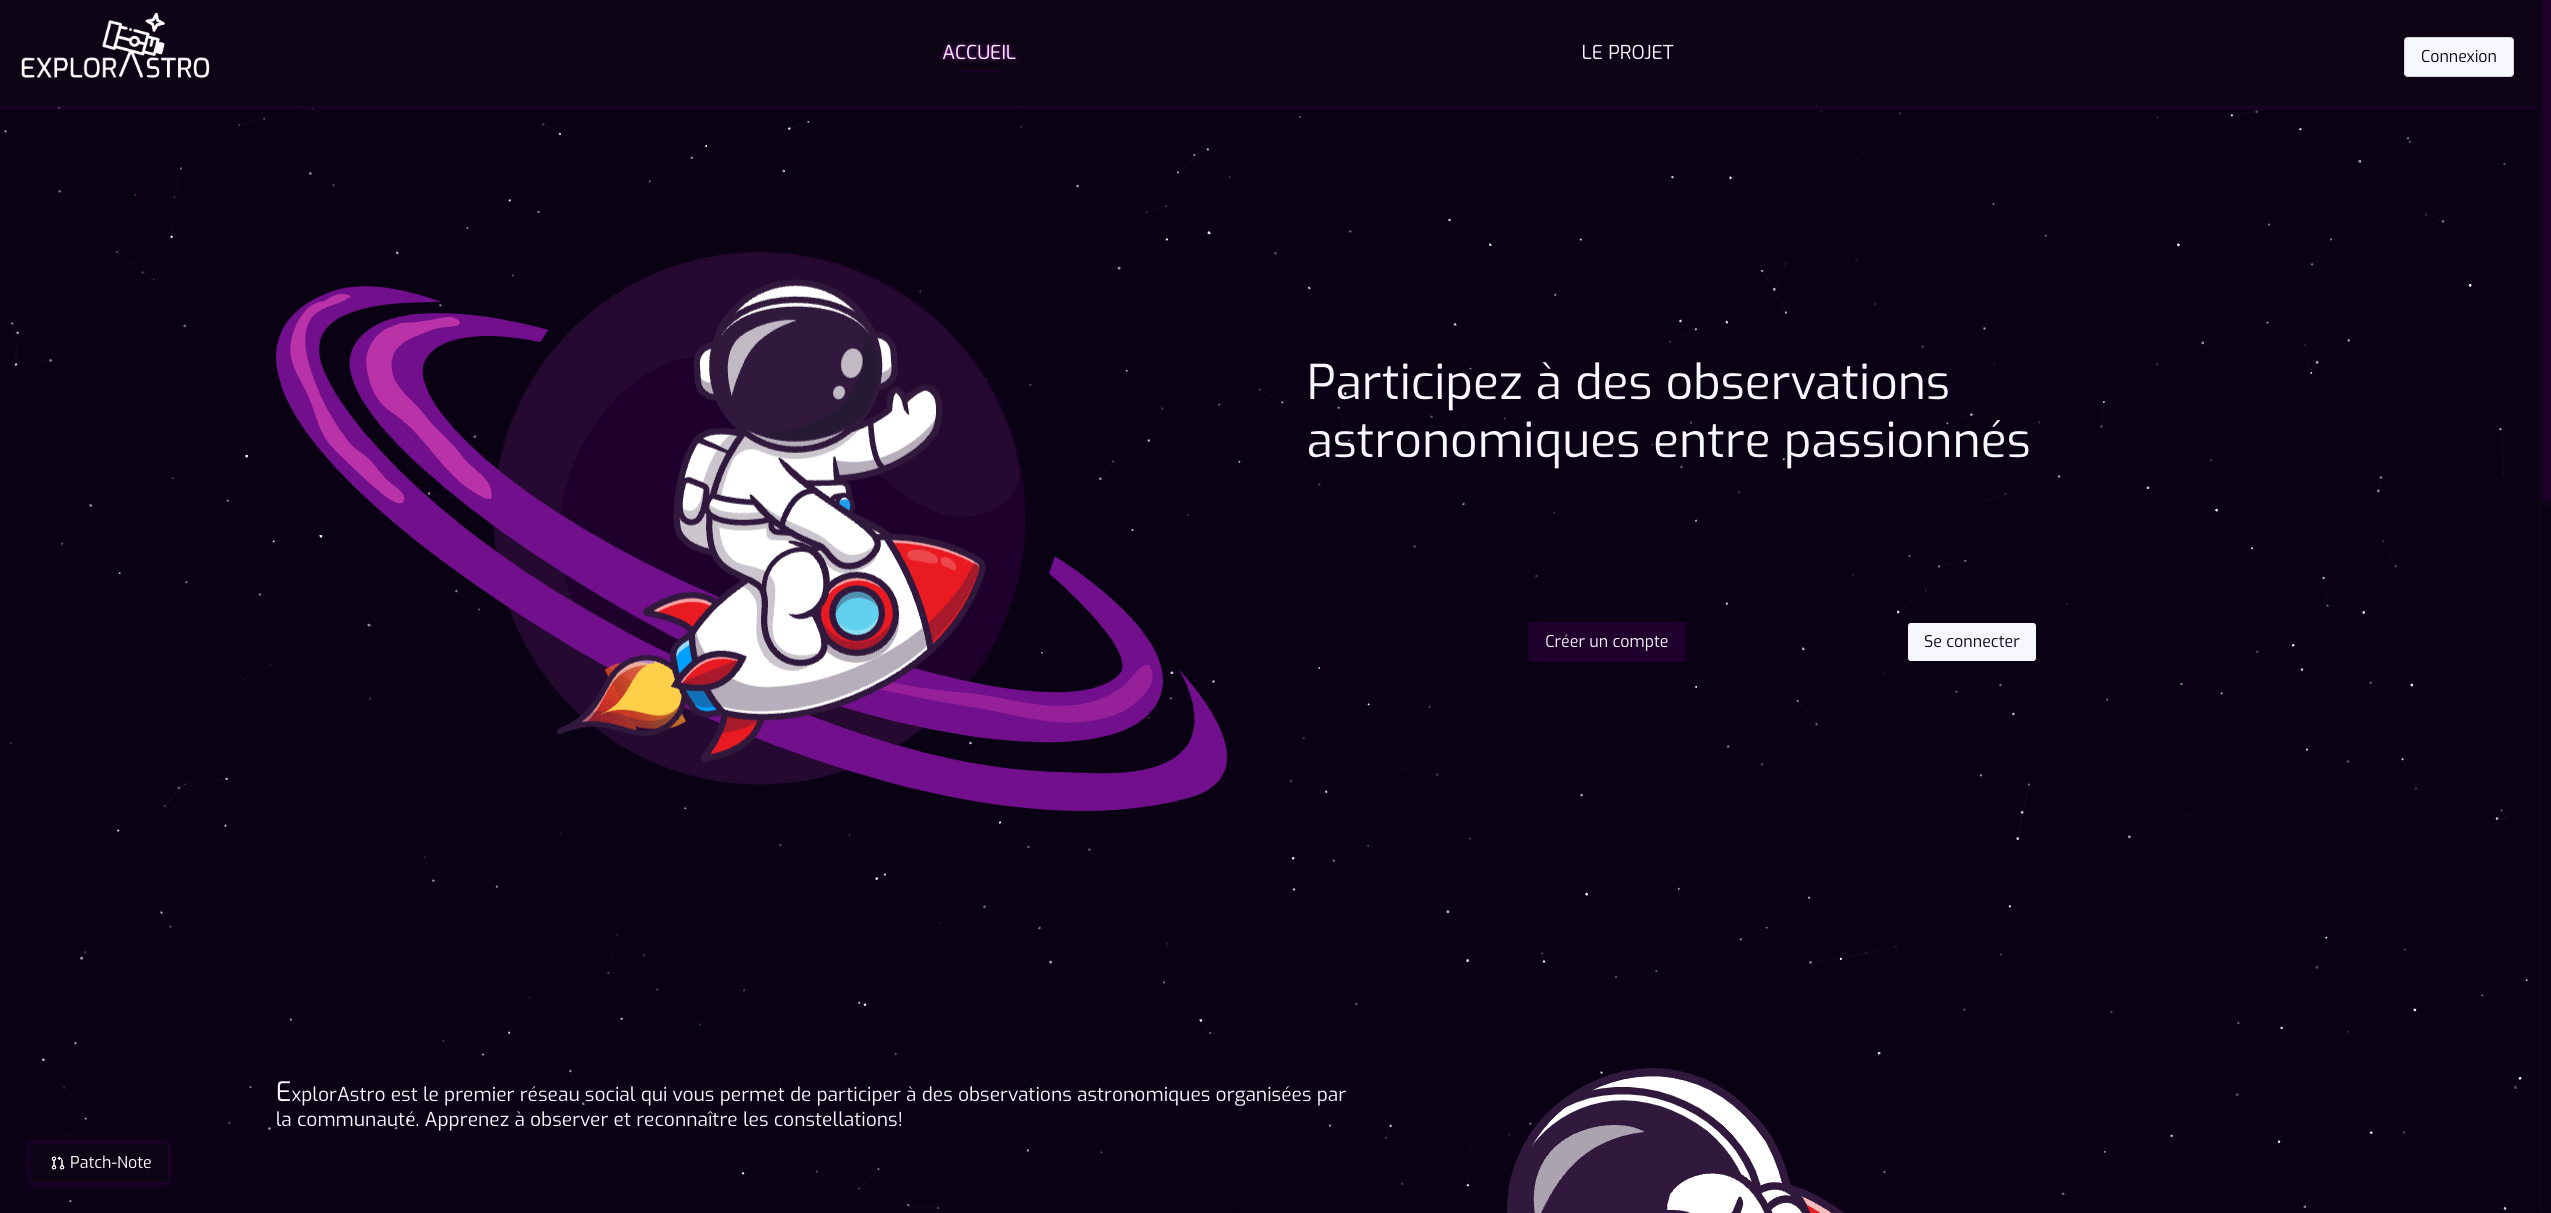 EXPLORASTRO
ACCUEIL
LE PROJET
Connexion
Participez à des observations
astronomiques entre passionnés
Créer un compte
Se connecter
ExplorAstro est le premier réseau social qui vous permet de participer à des observations astronomiques organisées par
la communauté. Apprenez à observer et reconnaître les constellations!
Patch-Note